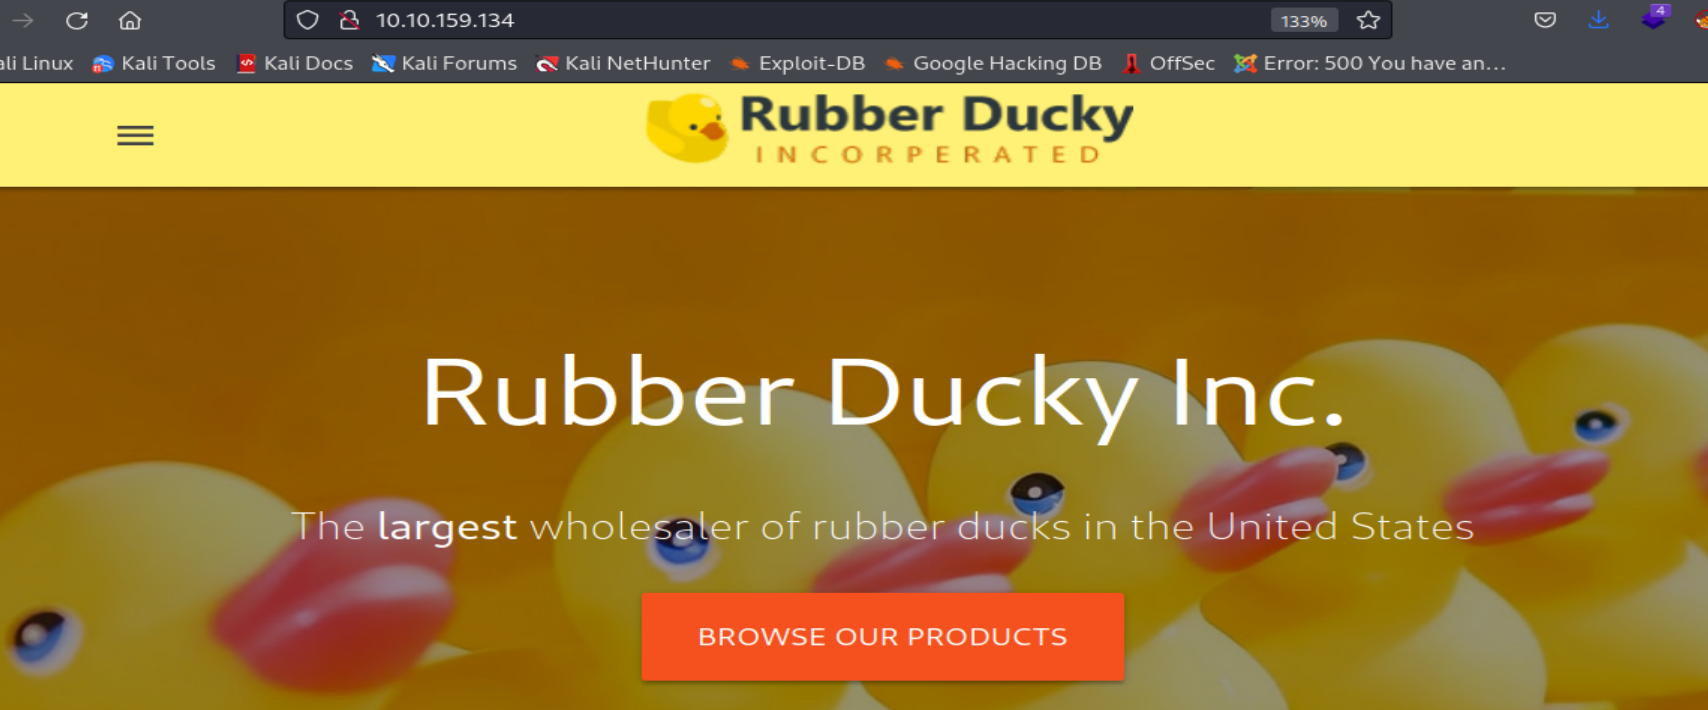 10.10.159.134
133%
4
ali Linux Kali Tools Kali Docs Kali Forums Kali NetHunter Exploit-DB Google Hacking DB OffSec Error: 500 You have an...
Rubber Ducky
INCORPERATED
Rubber Ducky Inc.
The largest wholesaler of rubber ducks in the United States
BROWSE OUR PRODUCTS